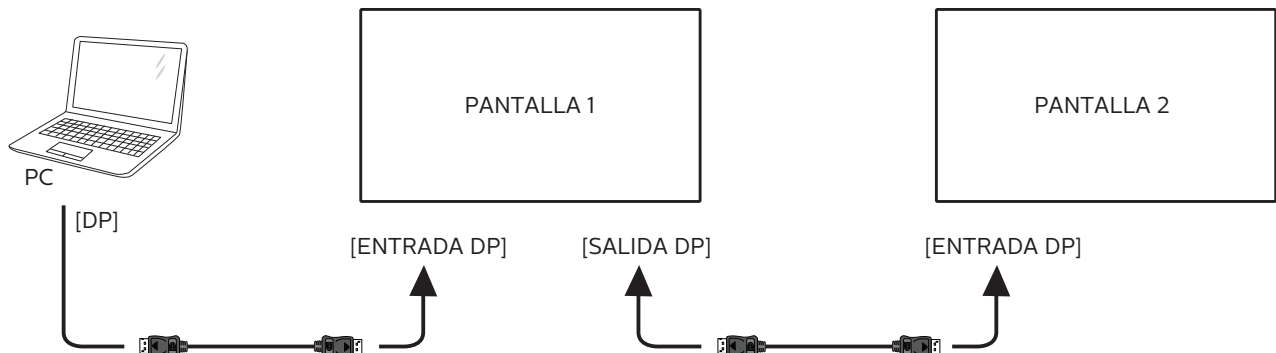 PANTALLA 1
PANTALLA 2
PC
[DP]
[ENTRADA DP]
[SALIDA DP]
[ENTRADA DP]